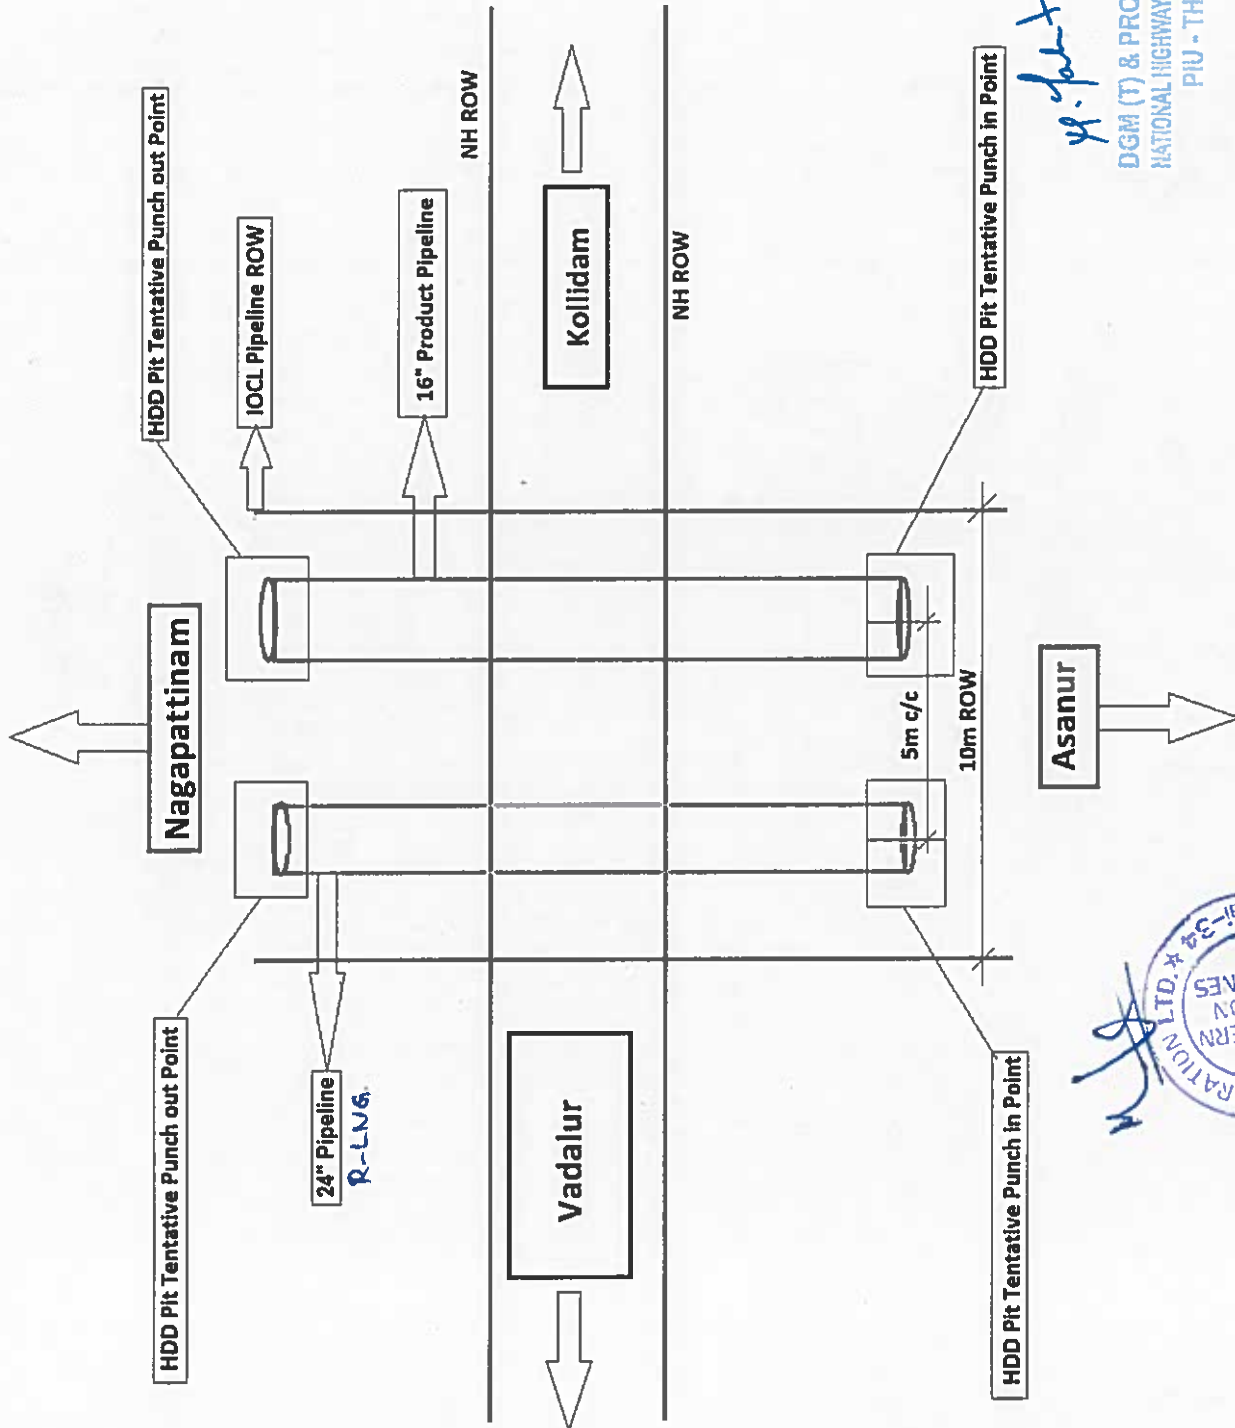 Nagapattinam
HDD Pit Tentative Punch out Point
HDD Pit Tentative Punch out Point
IOCL Pipeline ROW
24" Pipeline
R-LNG
16" Product Pipeline
NH ROW
Vadalur
Kollidam
NH ROW
5m c/c
10m ROW
HDD Pit Tentative Punch in Point
HDD Pit Tentative Punch in Point
Asanur
DGM (T) & PRO
NATIONAL HIGHWAY
PIU - TH
RATION LTD. ★